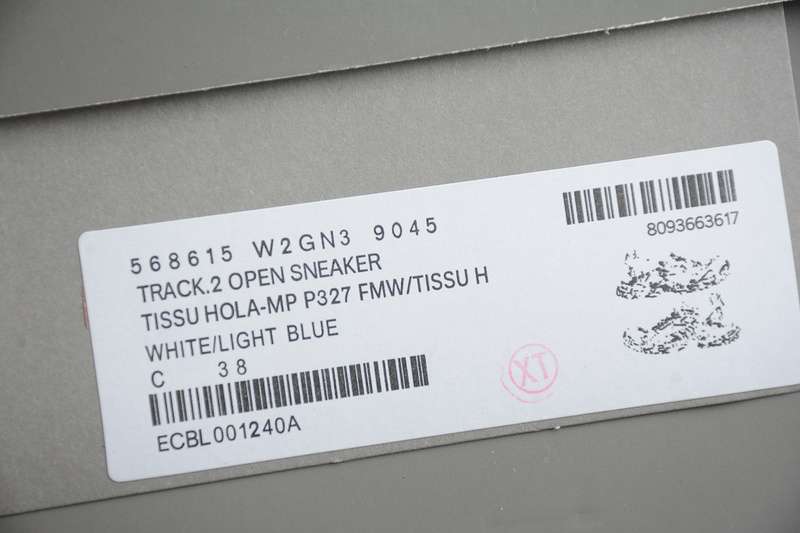 568615 W2GN3 9045
TRACK.2 OPEN SNEAKER
TISSU HOLA-MP P327 FMW/TISSU H
WHITE/LIGHT BLUE
C 38
ECBL001240A
8093663617
XT